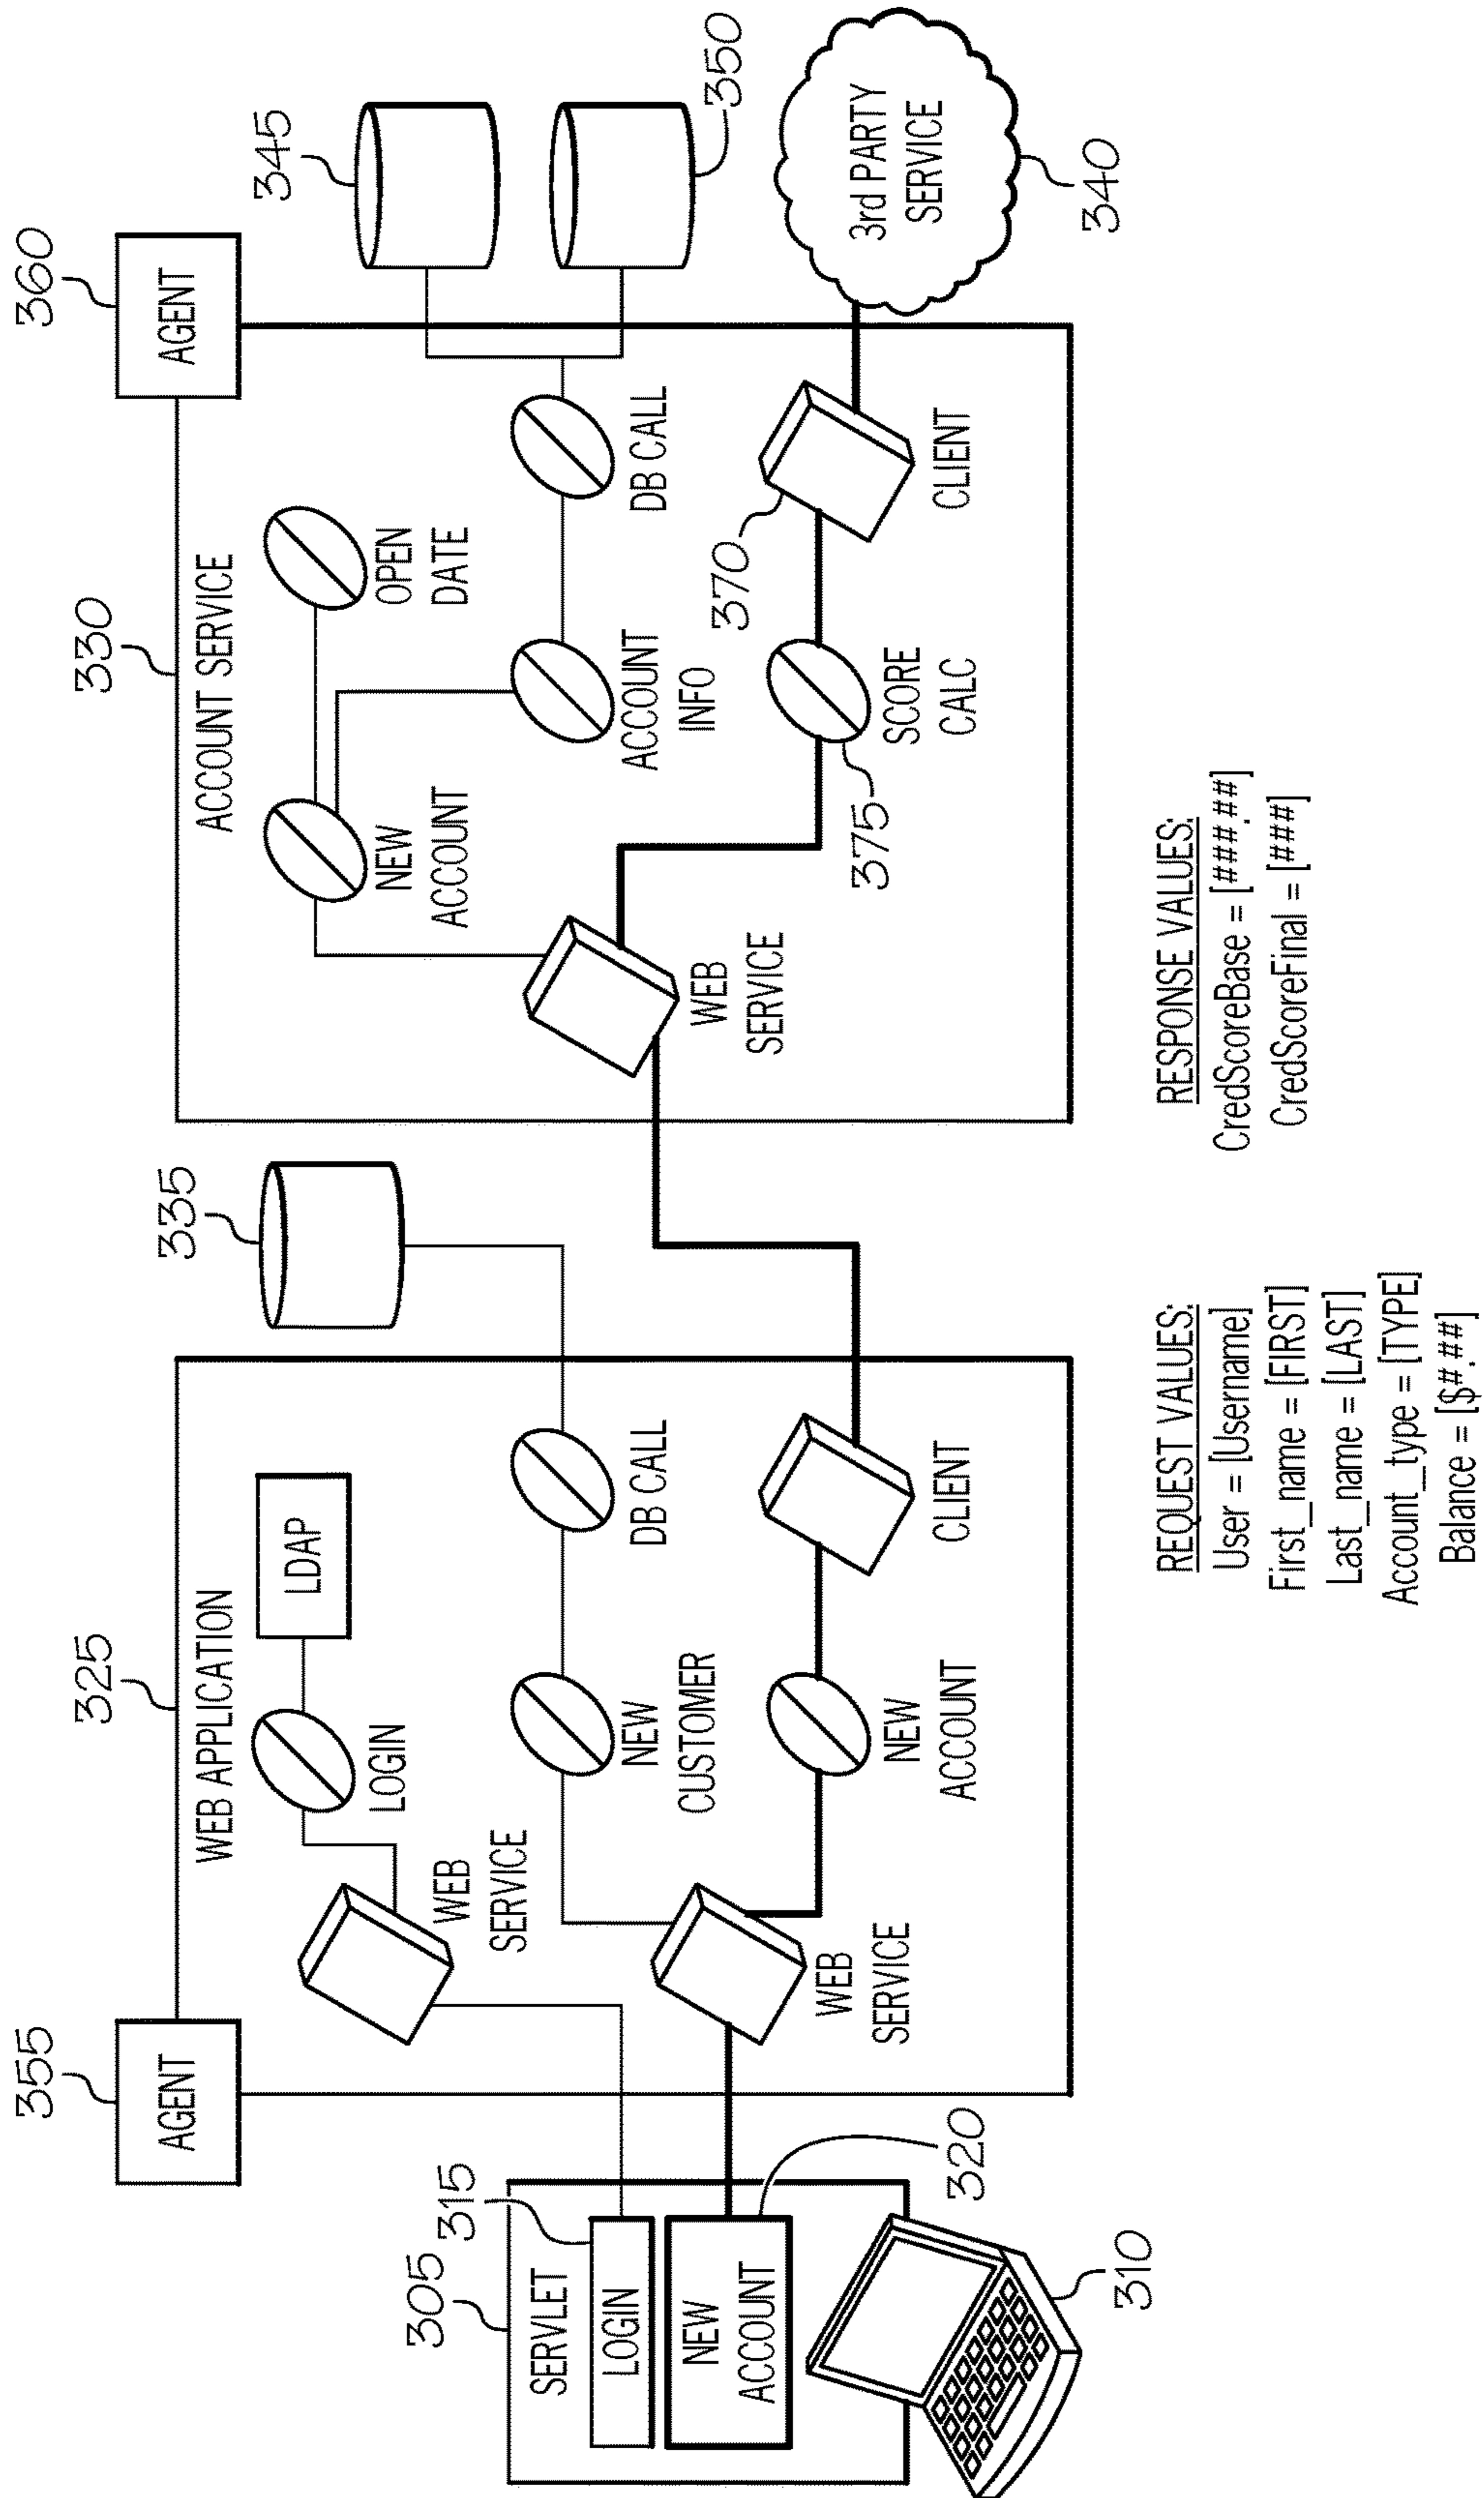 355
AGENT
325
WEB APPLICATION
LDAP
LOGIN
WEB
SERVICE
305
SERVLET
315
LOGIN
NEW
ACCOUNT
320
310
NEW
CUSTOMER
DB CALL
WEB
SERVICE
NEW
ACCOUNT
CLIENT
335
330
ACCOUNT SERVICE
360
AGENT
NEW
ACCOUNT
OPEN
DATE
ACCOUNT
INFO
DB CALL
WEB
SERVICE
375
SCORE
CALC
370
CLIENT
345
350
3rd PARTY
SERVICE
340
REQUEST VALUES:
User = [Username]
First_name = [FIRST]
Last_name = [LAST]
Account_type = [TYPE]
Balance = [$#.##]
RESPONSE VALUES:
CredScoreBase = [###.##]
CredScoreFinal = [###]